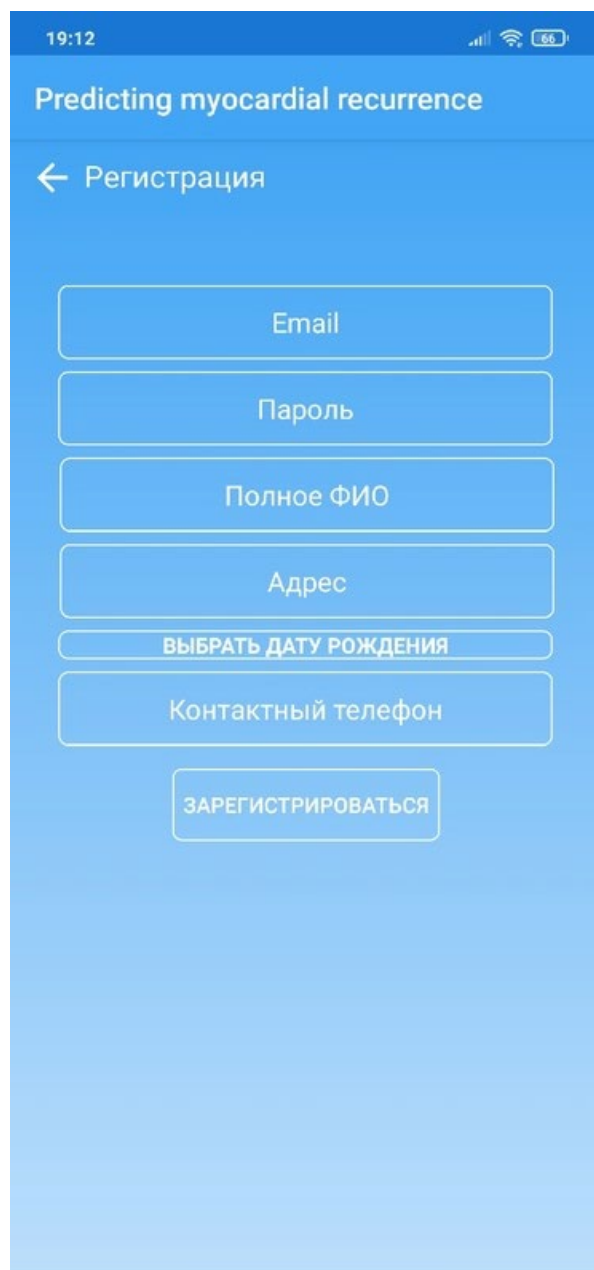 19:12 66
Predicting myocardial recurrence
Регистрация
Email
Пароль
Полное ФИО
Адрес
ВЫБРАТЬ ДАТУ РОЖДЕНИЯ
Контактный телефон
ЗАРЕГИСТРИРОВАТЬСЯ